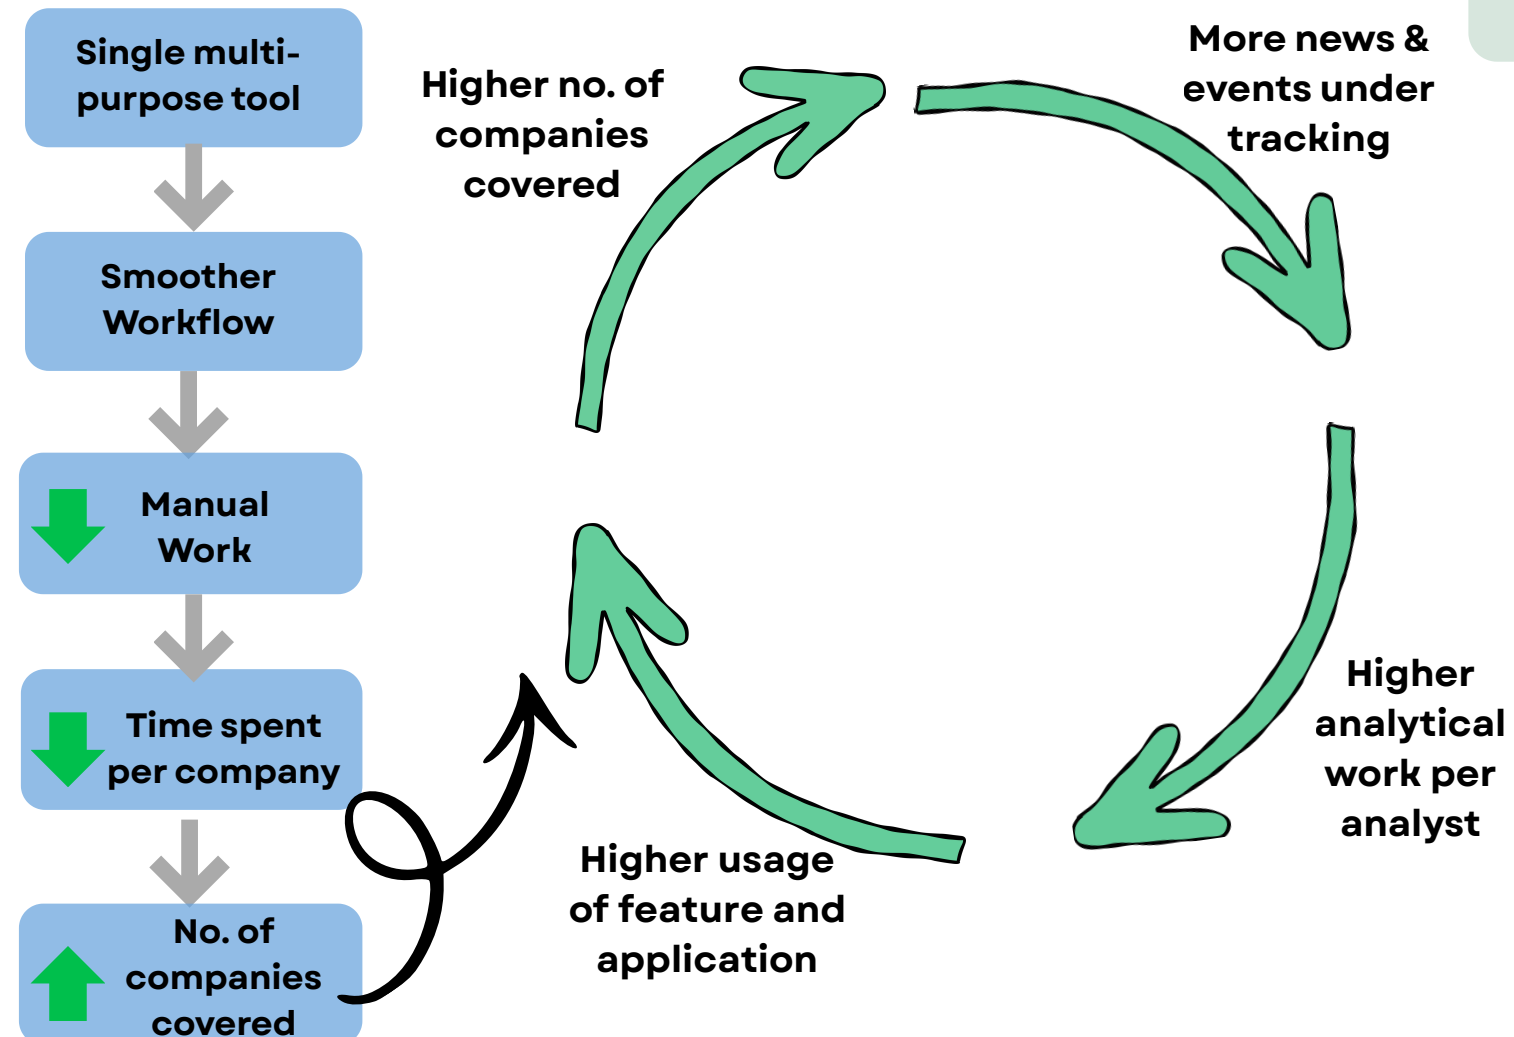 Single multi-
purpose tool
Smoother
Workflow
Manual
Work
Time spent
per company
No. of
companies
covered
Higher no. of
companies
covered
More news &
events under
tracking
Higher
analytical
work per
analyst
Higher usage
of feature and
application